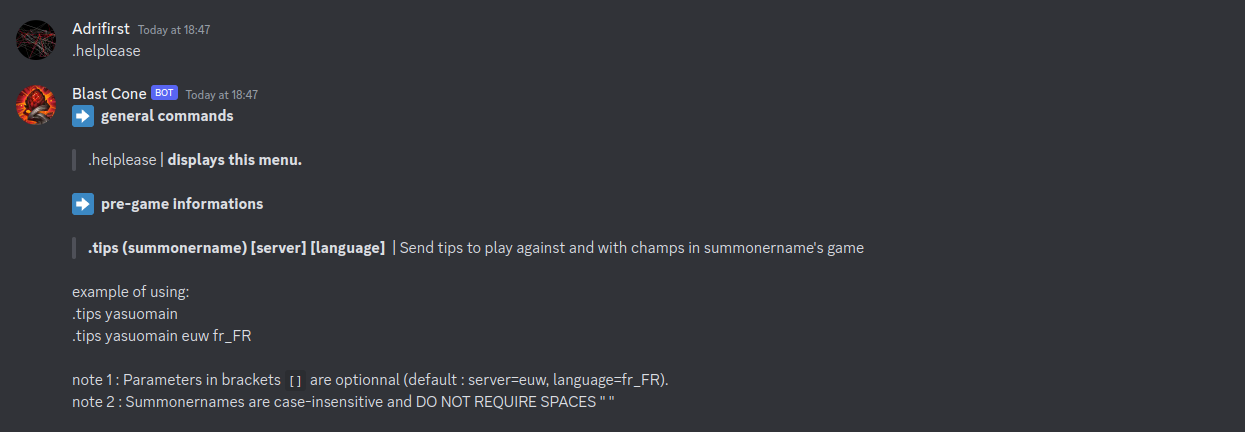 Adrifirst Today at 18:47
.helplease
Blast Cone BOT Today at 18:47
general commands
.helplease | displays this menu.
pre-game informations
.tips (summonername) [server] [language] | Send tips to play against and with champs in summonername's game
example of using:
.tips yasuomain
.tips yasuomain euw fr_FR
note 1 : Parameters in brackets [] are optionnal (default : server=euw, language=fr_FR).
note 2 : Summonernames are case-insensitive and DO NOT REQUIRE SPACES " "